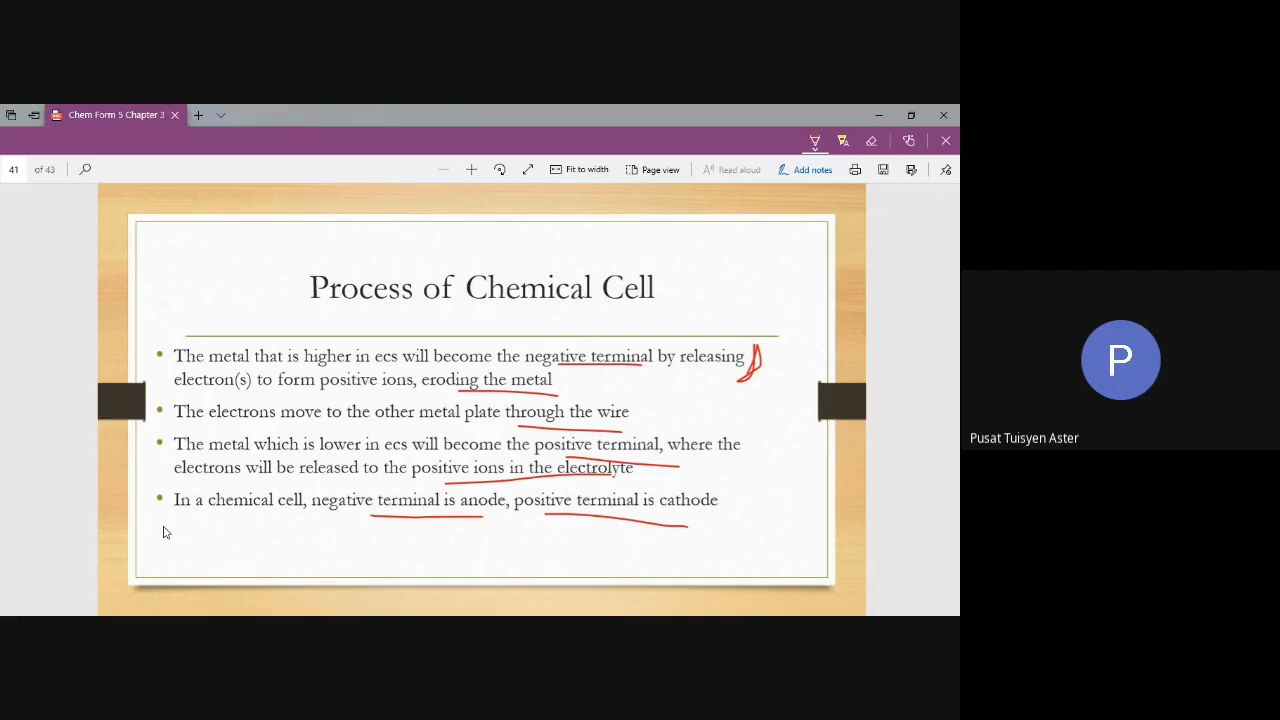 Chem Form 5 Chapter 3
41 of 43
Fit to width
Page view
Read aloud
Add notes
Process of Chemical Cell
The metal that is higher in ecs will become the negative terminal by releasing
electron(s) to form positive ions, eroding the metal
The electrons move to the other metal plate through the wire
The metal which is lower in ecs will become the positive terminal, where the
electrons will be released to the positive ions in the electrolyte
In a chemical cell, negative terminal is anode, positive terminal is cathode
P
Pusat Tuisyen Aster